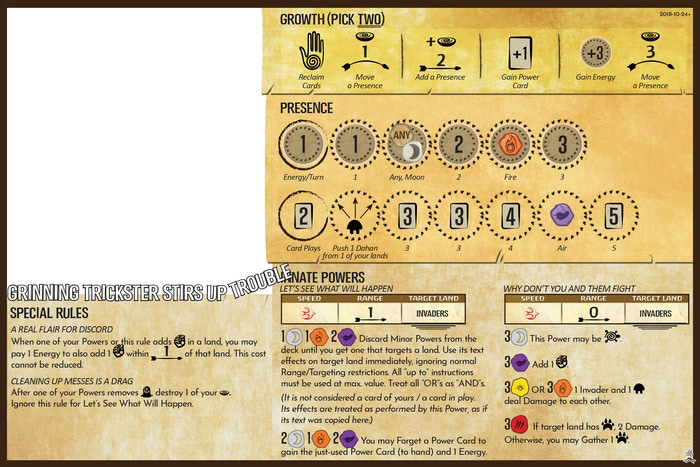 GROWTH (PICK TWO)
2018-10-24+
1
+
2
+1
+3
3
Reclaim Cards
Move a Presence
Add a Presence
Gain Power Card
Gain Energy
Move a Presence
PRESENCE
1
1
ANY
2
3
Energy/Turn
1
Any, Moon
2
Fire
3
2
3
3
4
5
Card Plays
Push 1 Dahan from 1 of your lands
3
3
4
Air
5
GRINNING TRICKSTER STIRS UP TROUBLE
SPECIAL RULES
A REAL FLAIR FOR DISCORD
When one of your Powers or this rule adds in a land, you may
pay 1 Energy to also add 1 within 1 of that land. This cost
cannot be reduced.
CLEANING UP MESSES IS A DRAG
After one of your Powers removes , destroy 1 of your .
Ignore this rule for Let's See What Will Happen.
INNATE POWERS
LET'S SEE WHAT WILL HAPPEN
SPEED
RANGE
TARGET LAND
1
INVADERS
1 1 2 Discard Minor Powers from the
deck until you get one that targets a land. Use its text
effects on target land immediately, ignoring normal
Range/Targeting restrictions. All "up to" instructions
must be used at max. value. Treat all "OR"s as "AND"s.
(It is not considered a card of yours / a card in play.
Its effects are treated as performed by this Power, as if
its text was copied here.)
2 1 2 You may Forget a Power Card to
gain the just-used Power Card (to hand) and 1 Energy.
WHY DON'T YOU AND THEM FIGHT
SPEED
RANGE
TARGET LAND
0
INVADERS
3 This Power may be .
3 Add 1
3 OR 3 1 Invader and 1
deal Damage to each other.
3 If target land has , 2 Damage.
Otherwise, you may Gather 1 .